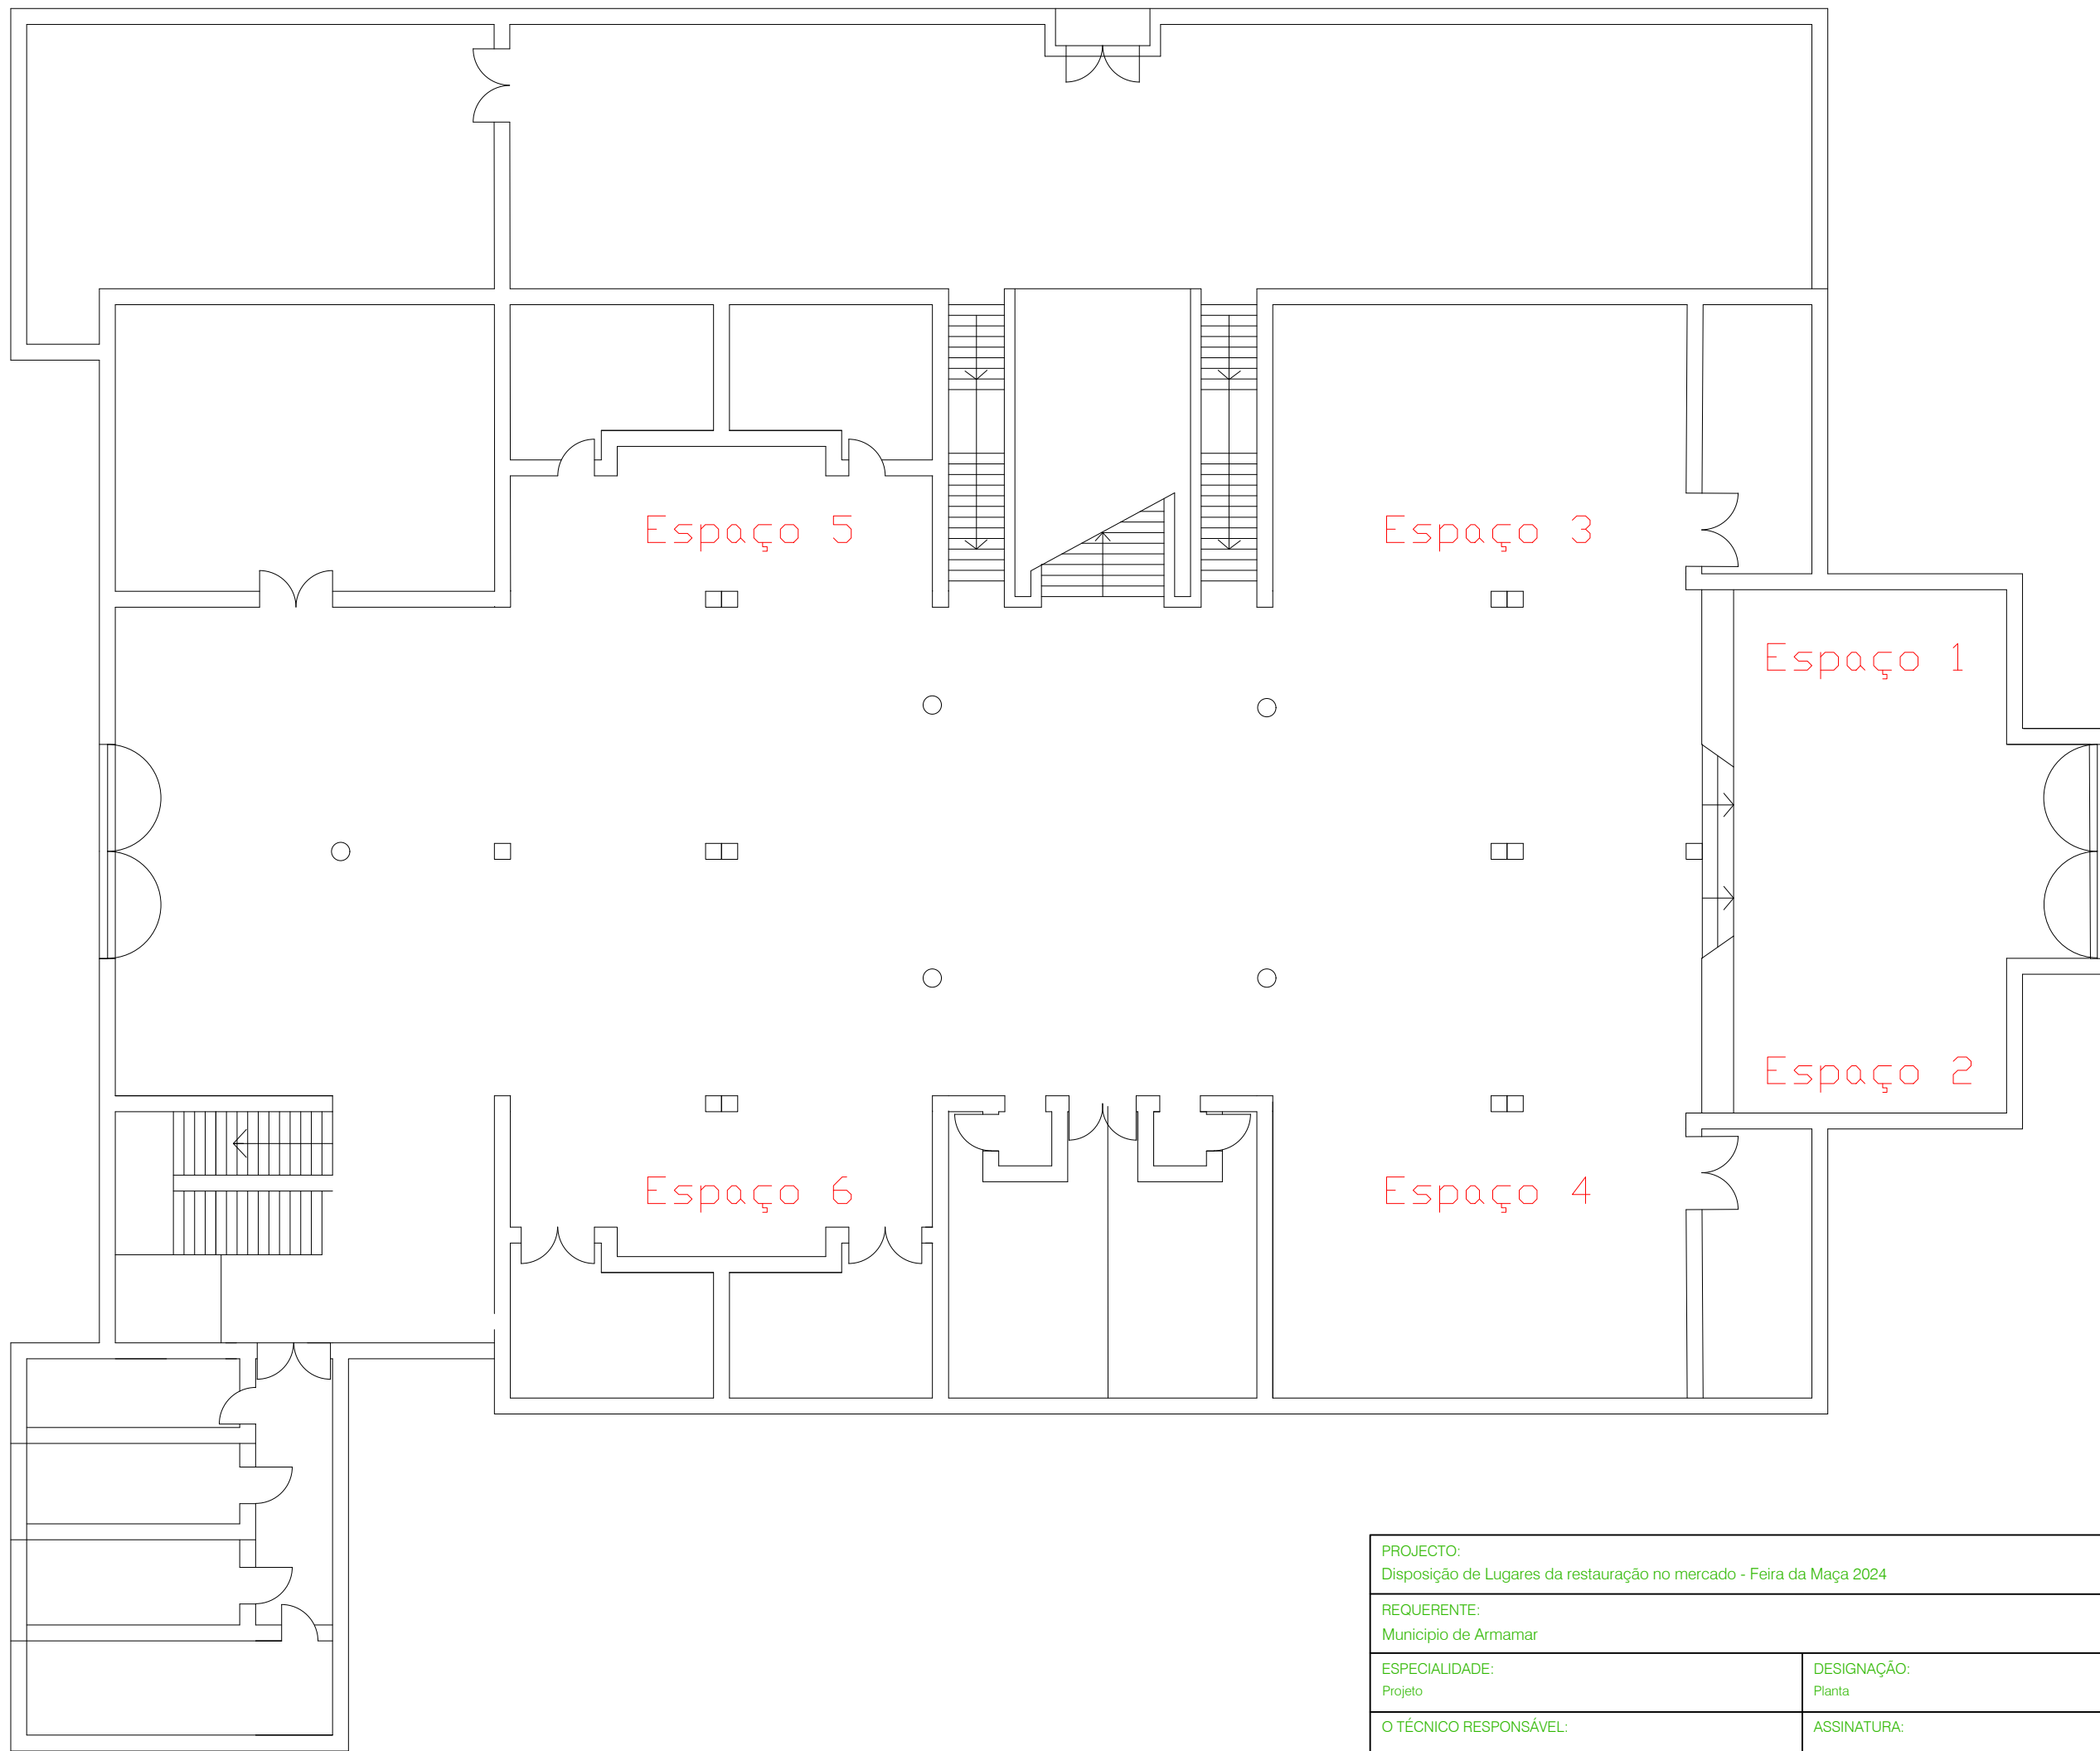 Espaço 5
Espaço 3
Espaço 1
Espaço 2
Espaço 6
Espaço 4
PROJECTO:
Disposição de Lugares da restauração no mercado - Feira da Maça 2024
REQUERENTE:
Municipio de Armamar
ESPECIALIDADE:
Projeto
DESIGNAÇÃO:
Planta
O TÉCNICO RESPONSÁVEL:
ASSINATURA: